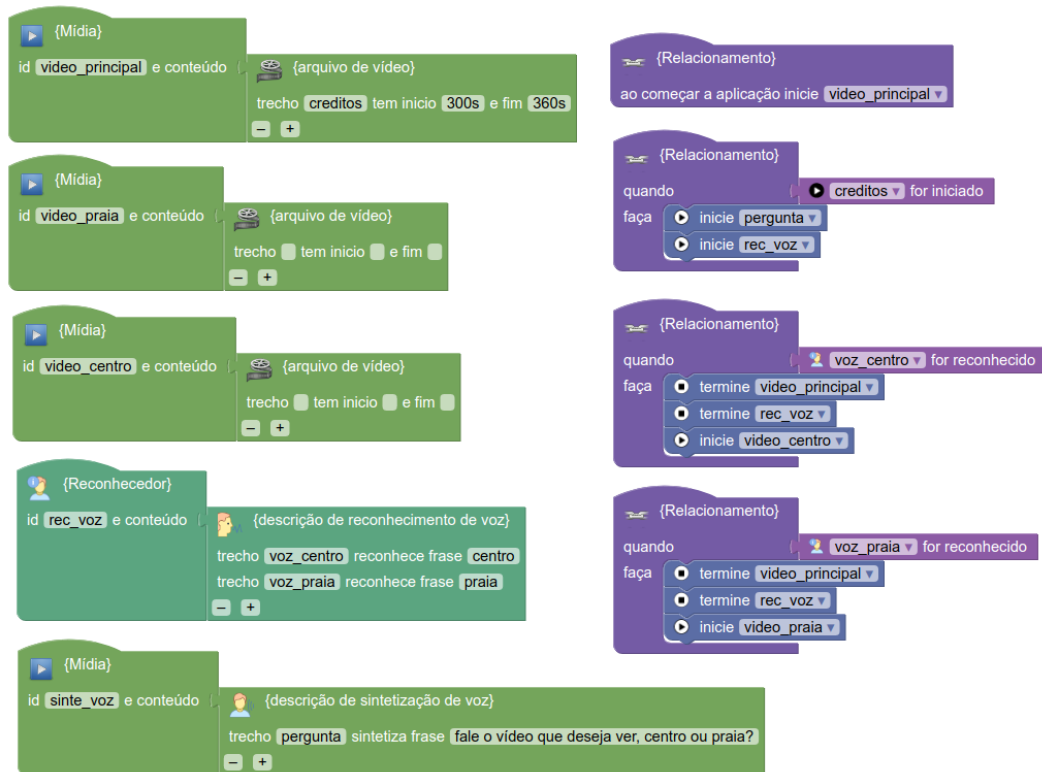 {Mídia}
id video_principal e conteúdo
{arquivo de vídeo}
trecho creditos tem inicio 300s e fim 360s
– +
{Mídia}
id video_praia e conteúdo
{arquivo de vídeo}
trecho tem inicio e fim
– +
{Mídia}
id video_centro e conteúdo
{arquivo de vídeo}
trecho tem inicio e fim
– +
{Reconhecedor}
id rec_voz e conteúdo
{descrição de reconhecimento de voz}
trecho voz_centro reconhece frase centro
trecho voz_praia reconhece frase praia
– +
{Mídia}
id sinte_voz e conteúdo
{descrição de sintetização de voz}
trecho pergunta sintetiza frase fale o vídeo que deseja ver, centro ou praia?
– +
{Relacionamento}
ao começar a aplicação inicie video_principal
{Relacionamento}
quando creditos for iniciado
faça inicie pergunta
inicie rec_voz
{Relacionamento}
quando voz_centro for reconhecido
faça termine video_principal
termine rec_voz
inicie video_centro
{Relacionamento}
quando voz_praia for reconhecido
faça termine video_principal
termine rec_voz
inicie video_praia